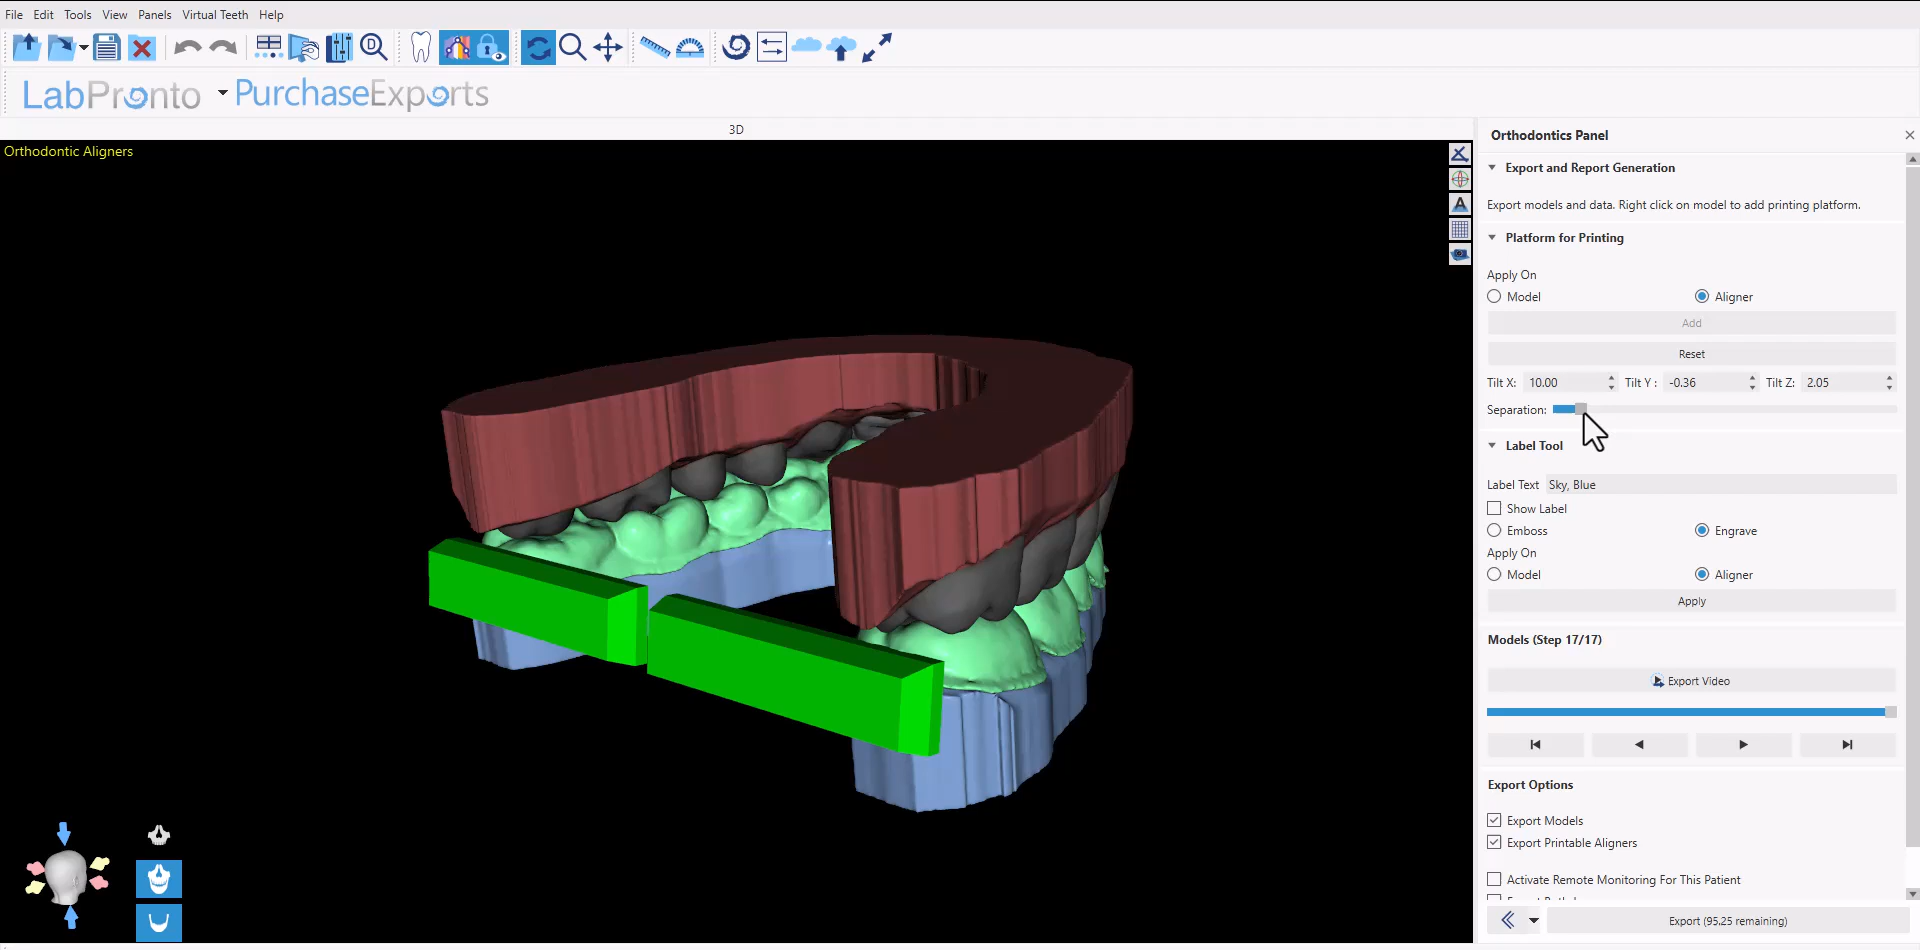 File Edit Tools View Panels Virtual Teeth Help
LabPronto PurchaseExports
3D
Orthodontic Aligners
Orthodontics Panel
Export and Report Generation
Export models and data. Right click on model to add printing platform.
Platform for Printing
Apply On
Model Aligner
Add
Reset
Tilt X: 10.00 Tilt Y : -0.36 Tilt Z: 2.05
Separation:
Label Tool
Label Text Sky, Blue
Show Label
Emboss Engrave
Apply On
Model Aligner
Apply
Models (Step 17/17)
Export Video
Export Options
Export Models
Export Printable Aligners
Activate Remote Monitoring For This Patient
Export (95.25 remaining)